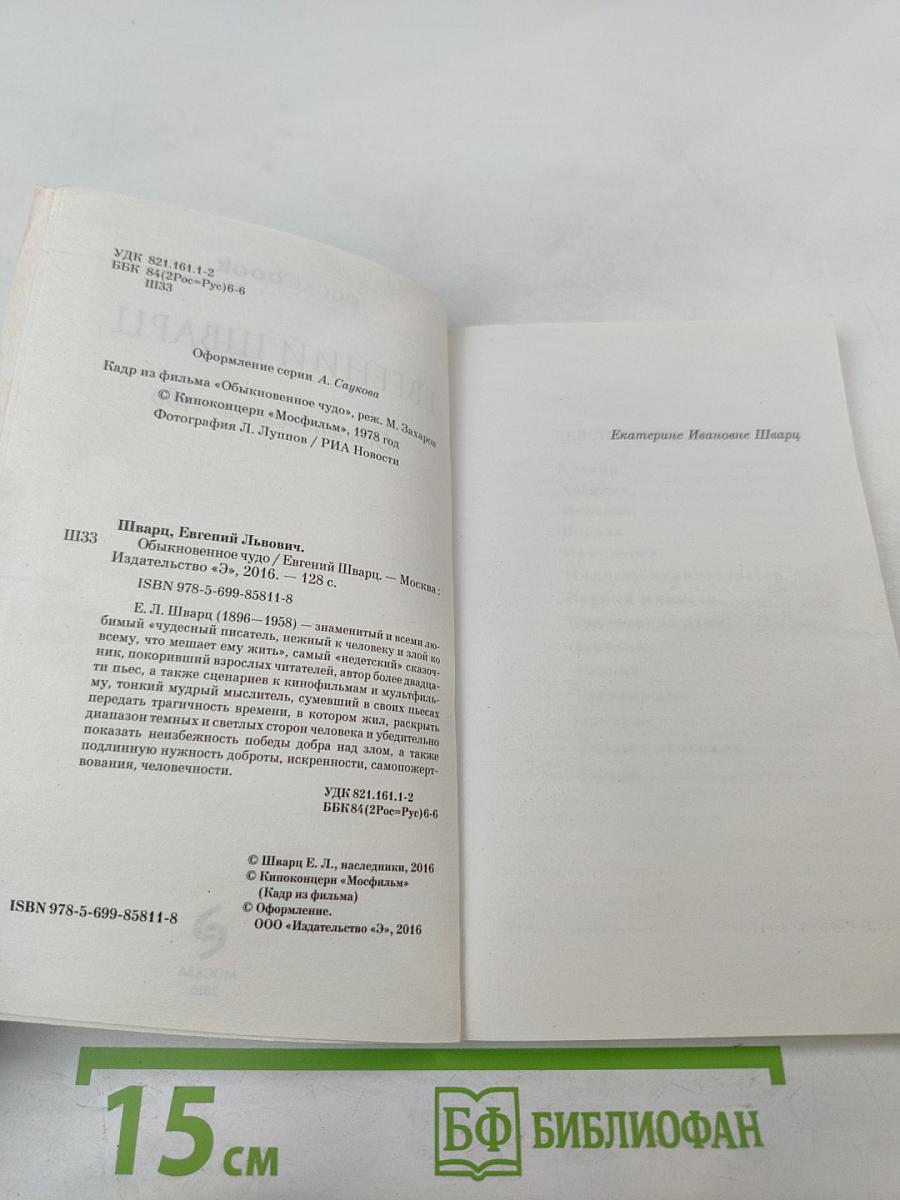 УДК 821.161.1-2
ББК 84(2Рос=Рус)6-6
Ш33
Оформление серии А. Саукова
Кадр из фильма «Обыкновенное чудо», реж. М. Захаров
© Киноконцерн «Мосфильм», 1978 год
Фотография Л. Луппов / РИА Новости
Шварц, Евгений Львович.
Ш33 Обыкновенное чудо / Евгений Шварц. — Москва :
Издательство «Э», 2016. — 128 с.
ISBN 978-5-699-85811-8
Е. Л. Шварц (1896—1958) — знаменитый и всеми лю-
бимый «чудесный писатель, нежный к человеку и злой ко
всему, что мешает ему жить», самый «недетский» сказоч-
ник, покоривший взрослых читателей, автор более двадца-
ти пьес, а также сценариев к кинофильмам и мультфиль-
му, тонкий мудрый мыслитель, сумевший в своих пьесах
передать трагичность времени, в котором жил, раскрыть
диапазон темных и светлых сторон человека и убедительно
показать неизбежность победы добра над злом, а также
подлинную нужность доброты, искренности, самопожерт-
вования, человечности.
УДК 821.161.1-2
ББК 84(2Рос=Рус)6-6
© Шварц Е. Л., наследники, 2016
© Киноконцерн «Мосфильм»
(Кадр из фильма)
© Оформление.
ООО «Издательство «Э», 2016
ISBN 978-5-699-85811-8
Екатерине Ивановне Шварц
15 см
БФ БИБЛИОФАН